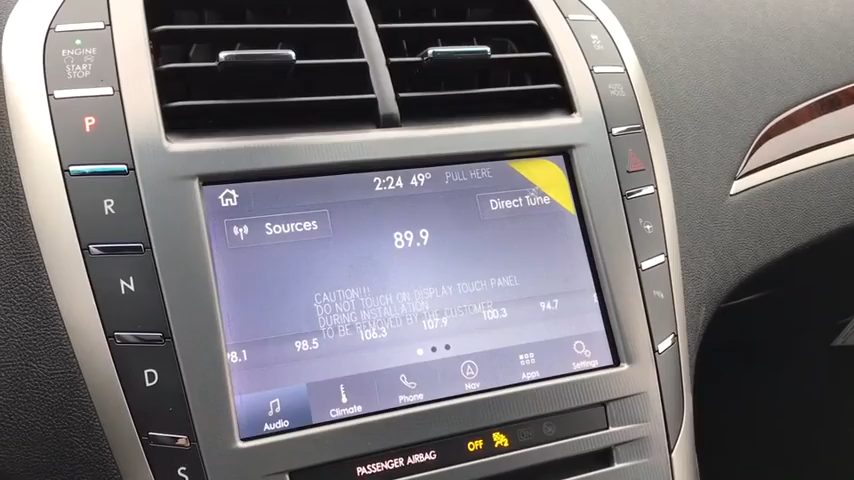 ENGINE
START
STOP
P
R
N
D
S
AUTO
HOLD
2:24 49° PULL HERE
Sources
Direct Tune
89.9
CAUTION!!!
DO NOT TOUCH ON DISPLAY TOUCH PANEL
DURING INSTALLATION
TO BE REMOVED BY THE CUSTOMER
98.5 106.3 107.9 100.3 94.7
Audio Climate Phone Nav Apps Settings
PASSENGER AIRBAG OFF